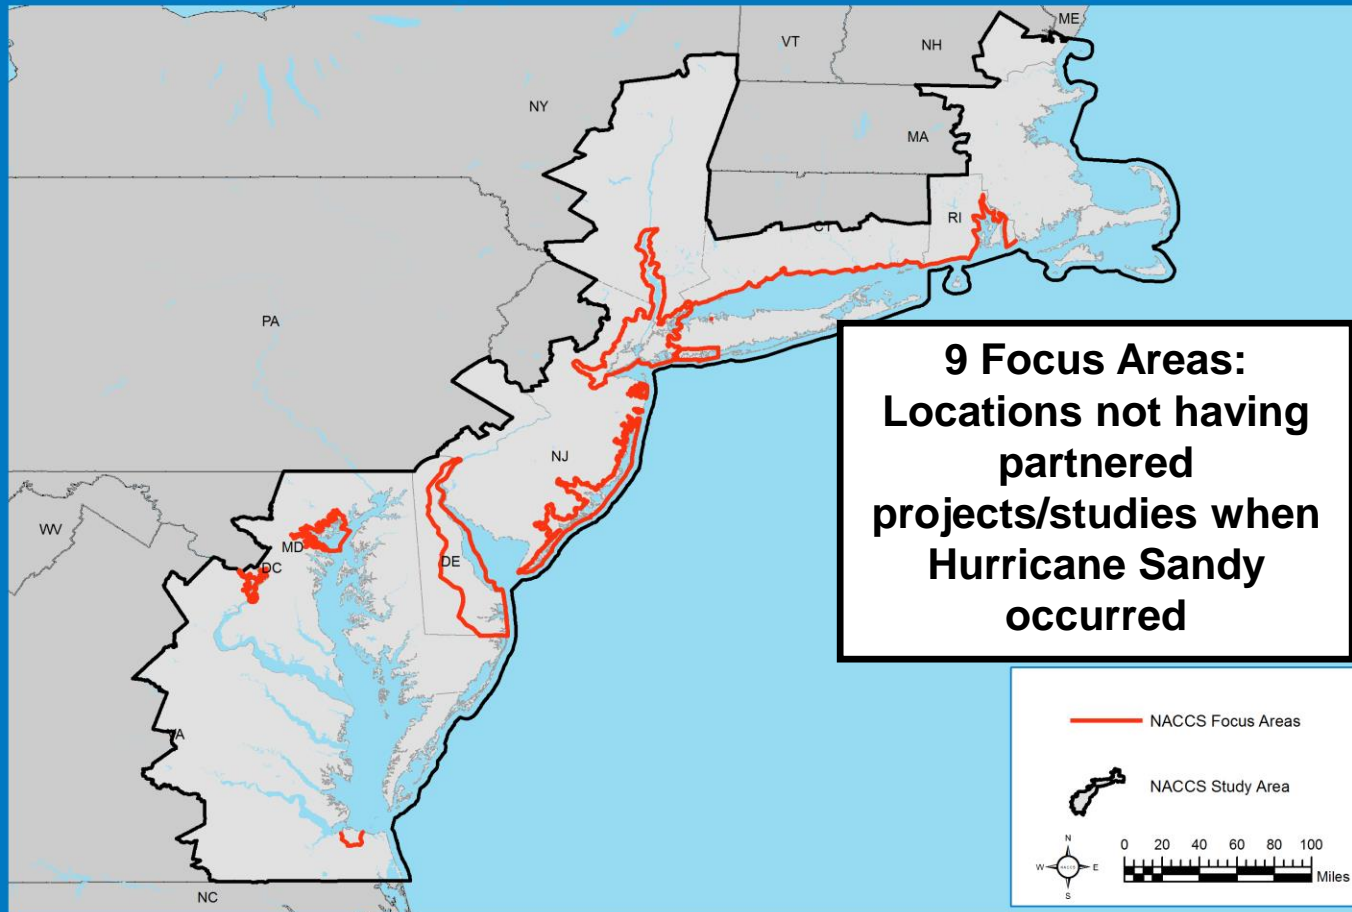 ME
VT
NH
NY
MA
RI
CT
PA
9 Focus Areas:
Locations not having
partnered
projects/studies when
Hurricane Sandy
occurred
NJ
WV
MD
DC
DE
VA
NC
NACCS Focus Areas
NACCS Study Area
N
W
NACCS
E
S
0 20 40 60 80 100
Miles